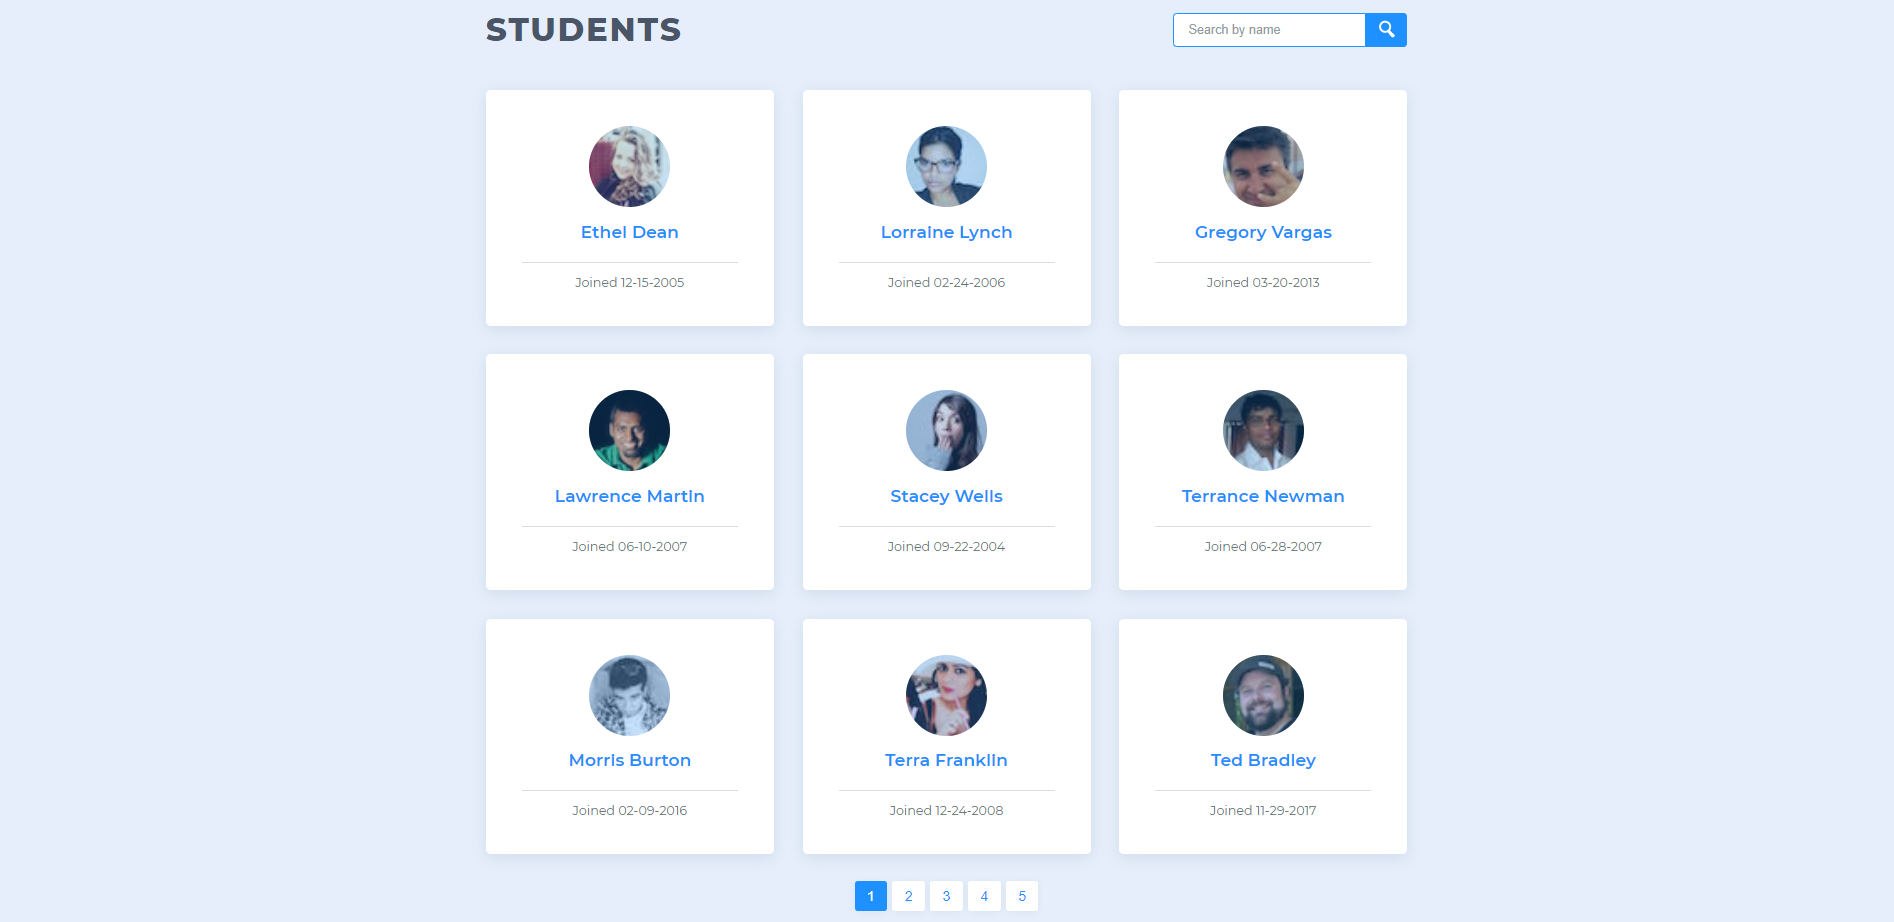 STUDENTS
Search by name
Ethel Dean
Lorraine Lynch
Gregory Vargas
Joined 12-15-2005
Joined 02-24-2006
Joined 03-20-2013
Lawrence Martin
Stacey Wells
Terrance Newman
Joined 06-10-2007
Joined 09-22-2004
Joined 06-28-2007
Morris Burton
Terra Franklin
Ted Bradley
Joined 02-09-2016
Joined 12-24-2008
Joined 11-29-2017
1 2 3 4 5